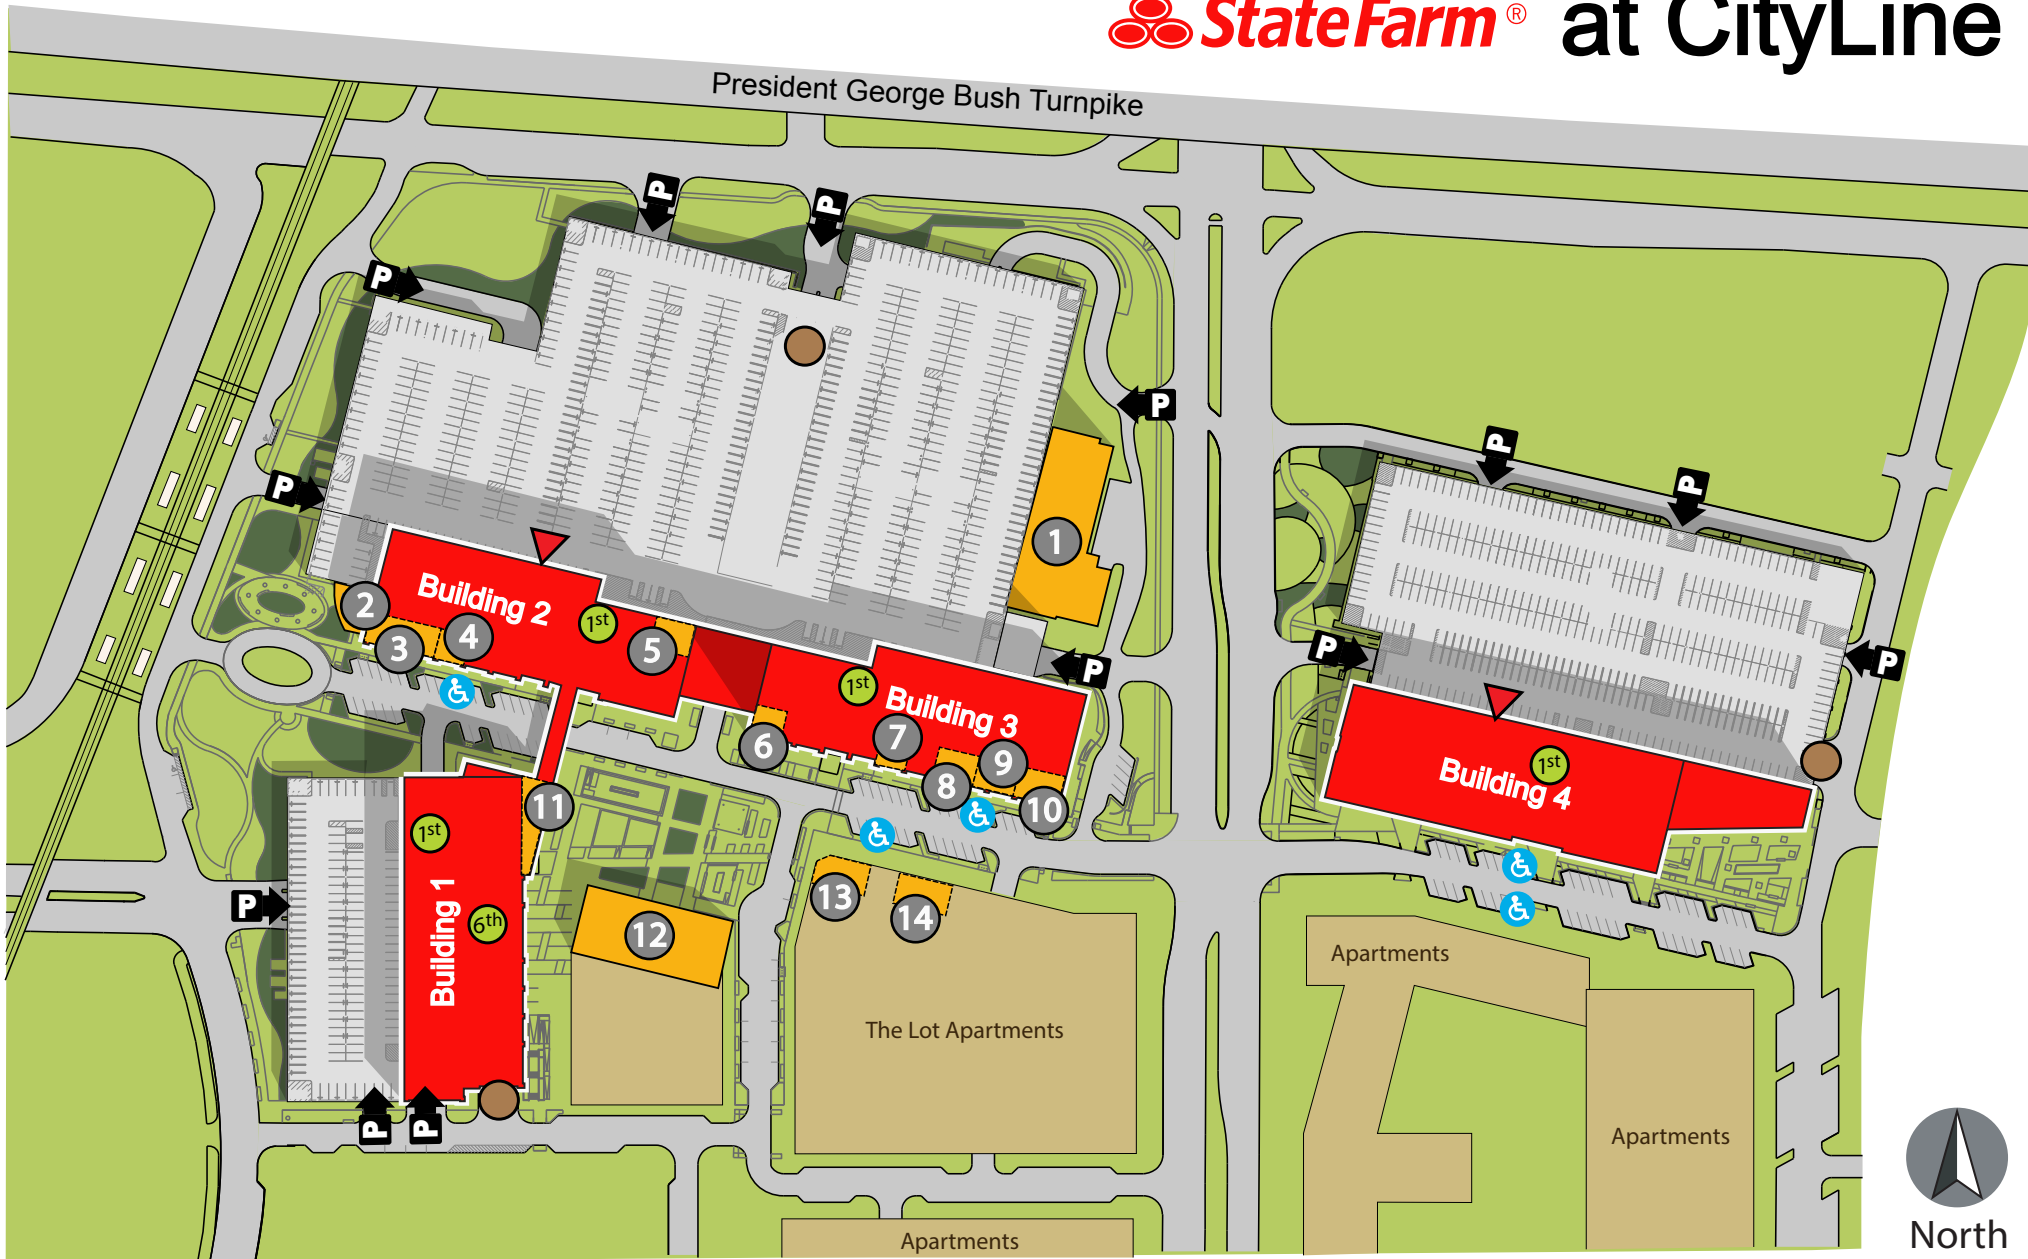 StateFarm® at CityLine
President George Bush Turnpike
P
P
P
P
P
P
P
P
P
P
P
P
P
1
2
3
4
5
6
7
8
9
10
11
12
13
14
Building 2
1st
1st
Building 3
1st
Building 4
1st
6th
Building 1
Apartments
The Lot Apartments
Apartments
Apartments
North